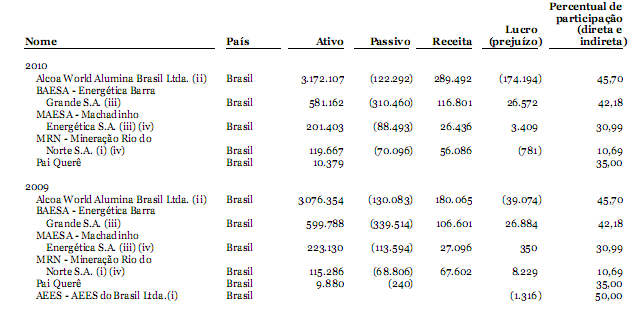 Percentual de
participação
Lucro (direta e
Nome País Ativo Passivo Receita (prejuízo) indireta)
2010
Alcoa World Alumina Brasil Ltda. (ii) Brasil 3.172.107 (122.292) 289.492 (174.194) 45,70
BAESA - Energética Barra
Grande S.A. (iii) Brasil 581.162 (310.460) 116.801 26.572 42,18
MAESA - Machadinho
Energética S.A. (iii) (iv) Brasil 201.403 (88.493) 26.436 3.409 30,99
MRN - Mineração Rio do
Norte S.A. (i) (iv) Brasil 119.667 (70.096) 56.086 (781) 10,69
Pai Querê Brasil 10.379 35,00
2009
Alcoa World Alumina Brasil Ltda. (ii) Brasil 3.076.354 (130.083) 180.065 (39.074) 45,70
BAESA - Energética Barra
Grande S.A. (iii) Brasil 599.788 (339.514) 106.601 26.884 42,18
MAESA - Machadinho
Energética S.A. (iii) (iv) Brasil 223.130 (113.594) 27.096 350 30,99
MRN - Mineração Rio do
Norte S.A. (i) (iv) Brasil 115.286 (68.806) 67.602 8.229 10,69
Pai Querê Brasil 9.880 (240) 35,00
AEES - AEES do Brasil Ltda.(i) Brasil (1.316) 50,00